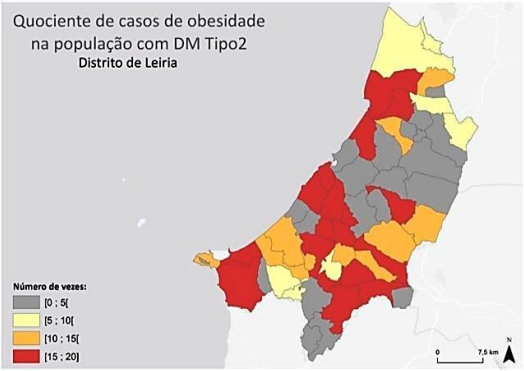 Quociente de casos de obesidade
na população com DM Tipo2
Distrito de Leiria
Número de vezes:
[0 ; 5[
[5 ; 10[
[10 ; 15[
[15 ; 20]
0 7,5 km
N